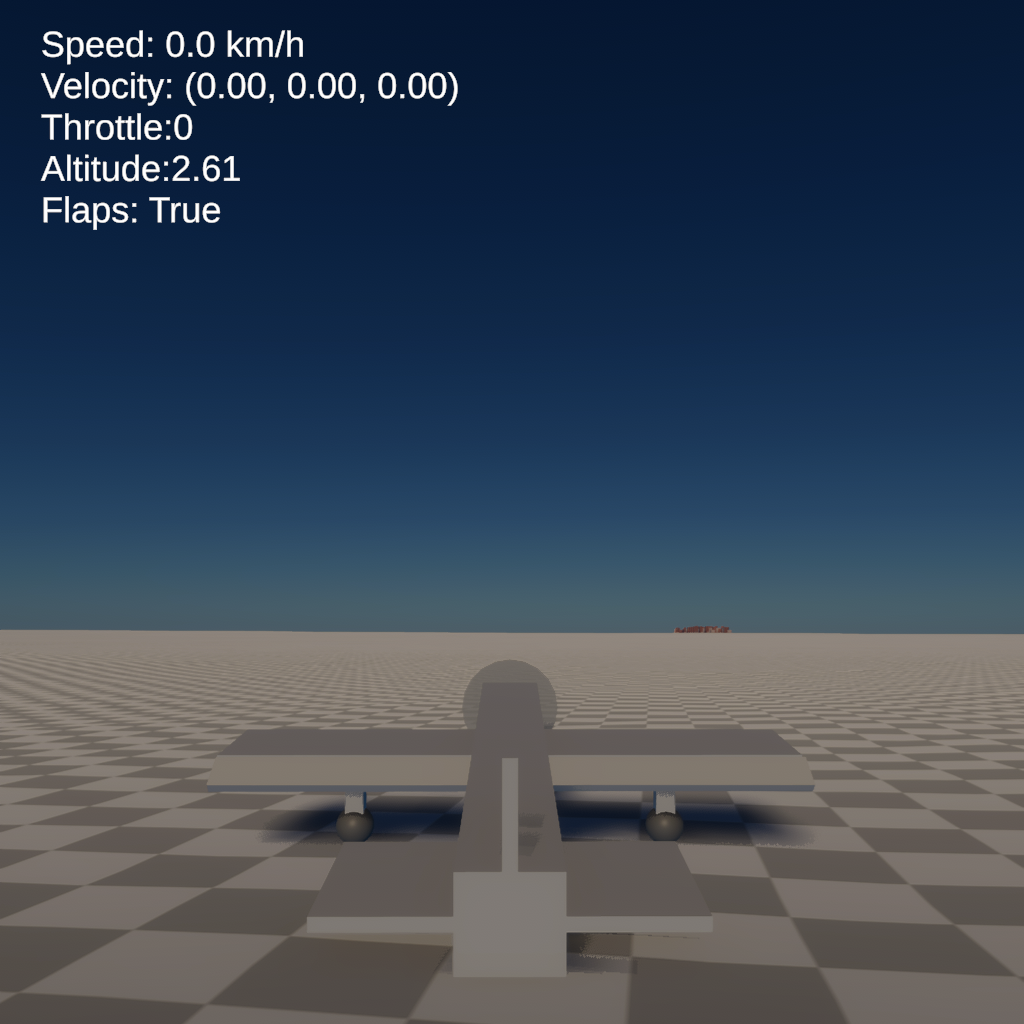 Speed: 0.0 km/h
Velocity: (0.00, 0.00, 0.00)
Throttle:0
Altitude:2.61
Flaps: True